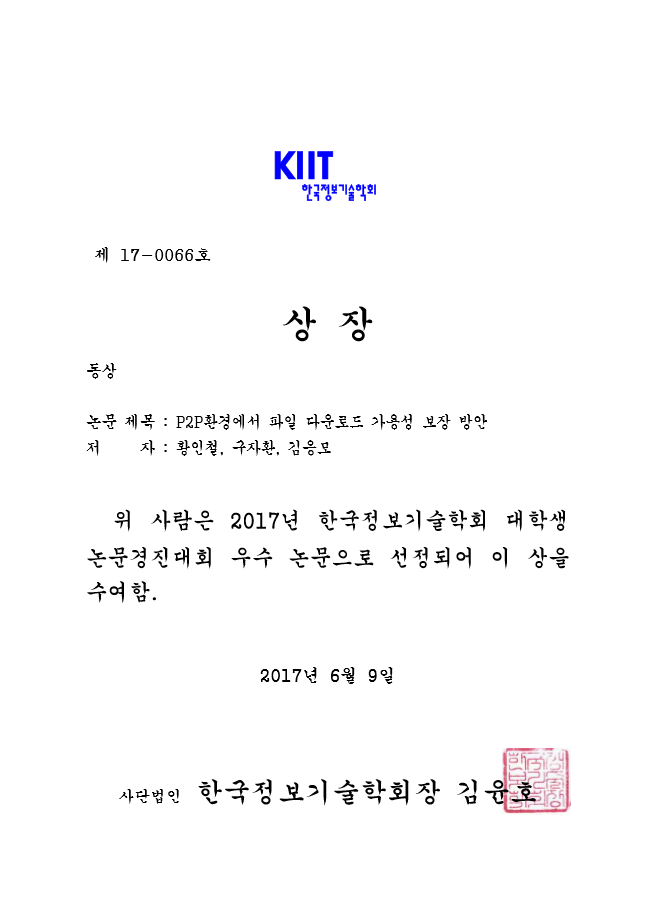 KIIT
한국정보기술학회
제 17-0066호
상 장
동상
논문 제목 : P2P환경에서 파일 다운로드 가용성 보장 방안
저 자 : 황인철, 구자환, 김응모
위 사람은 2017년 한국정보기술학회 대학생
논문경진대회 우수 논문으로 선정되어 이 상을
수여함.
2017년 6월 9일
사단법인 한국정보기술학회장 김윤호